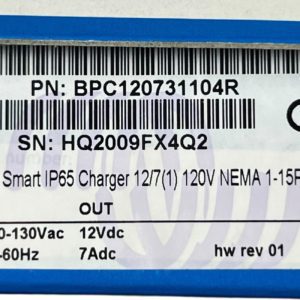 PN: BPC120731104R
SN: HQ2009FX4Q2
number:
Smart IP65 Charger 12/7(1) 120V NEMA 1-15P
OUT
0-130Vac 12Vdc
-60Hz 7Adc hw rev 01